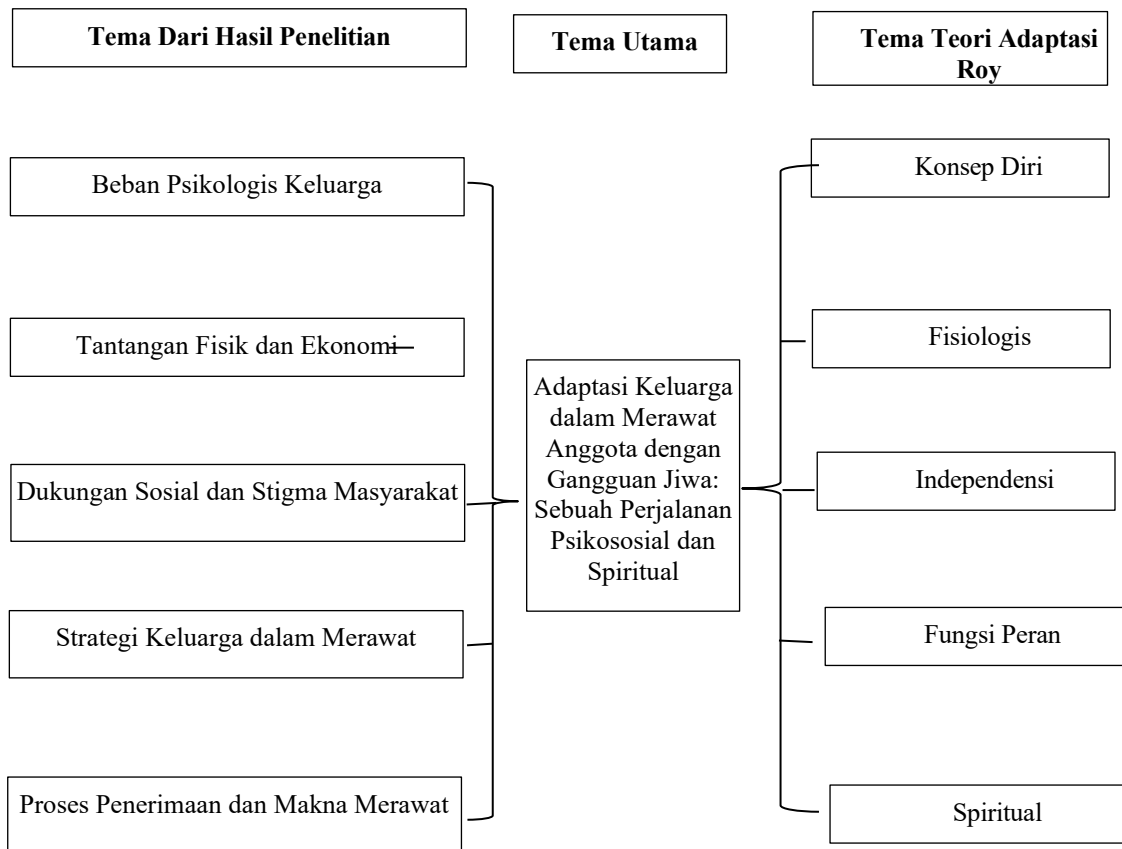 Tema Dari Hasil Penelitian
Tema Utama
Tema Teori Adaptasi
Roy
Beban Psikologis Keluarga
Konsep Diri
Tantangan Fisik dan Ekonomi
Fisiologis
Adaptasi Keluarga
dalam Merawat
Anggota dengan
Gangguan Jiwa:
Sebuah Perjalanan
Psikososial dan
Spiritual
Dukungan Sosial dan Stigma Masyarakat
Independensi
Strategi Keluarga dalam Merawat
Fungsi Peran
Proses Penerimaan dan Makna Merawat
Spiritual